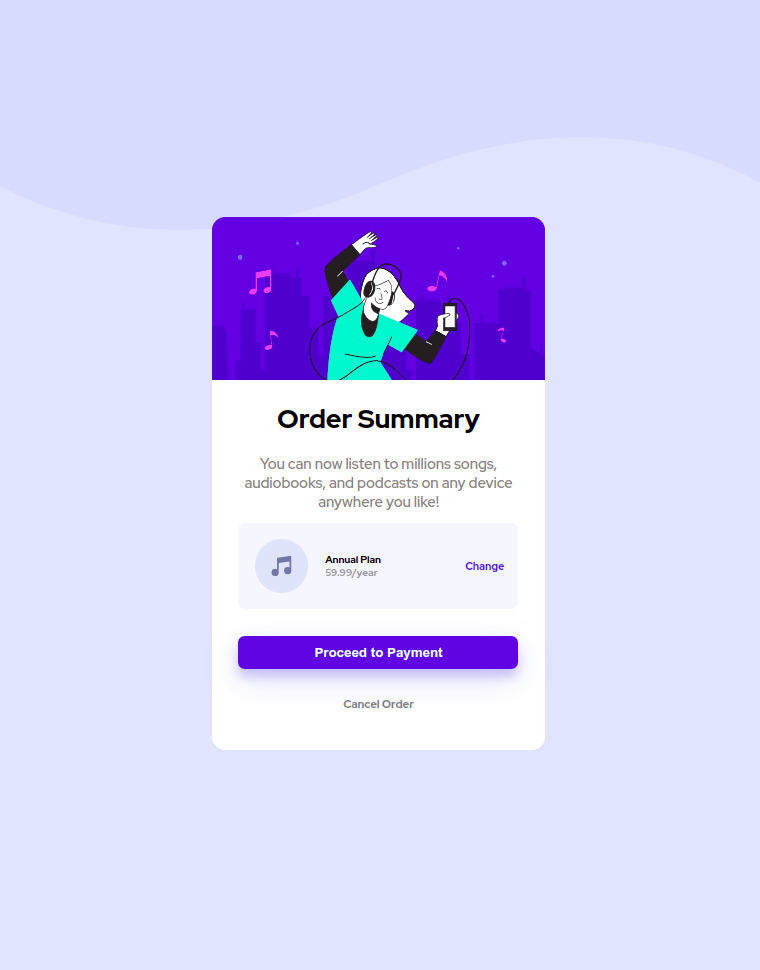 Order Summary
You can now listen to millions songs,
audiobooks, and podcasts on any device
anywhere you like!
Annual Plan
59.99/year
Change
Proceed to Payment
Cancel Order